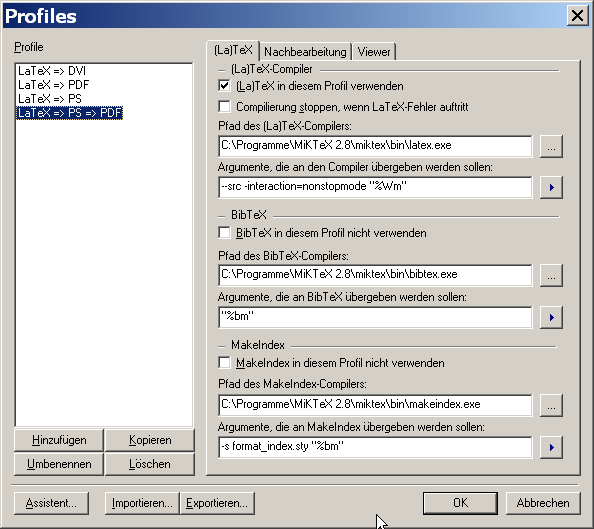 Profiles
Profile
LaTeX => DVI
LaTeX => PDF
LaTeX => PS
LaTeX => PS => PDF
Hinzufügen
Kopieren
Umbenennen
Löschen
(La)TeX
Nachbearbeitung
Viewer
(La)TeX-Compiler
(La)TeX in diesem Profil verwenden
Compilierung stoppen, wenn LaTeX-Fehler auftritt
Pfad des (La)TeX-Compilers:
C:\Programme\MiKTeX 2.8\miktex\bin\latex.exe
...
Argumente, die an den Compiler übergeben werden sollen:
--src -interaction=nonstopmode "%Wm"
BibTeX
BibTeX in diesem Profil nicht verwenden
Pfad des BibTeX-Compilers:
C:\Programme\MiKTeX 2.8\miktex\bin\bibtex.exe
...
Argumente, die an BibTeX übergeben werden sollen:
"%bm"
MakeIndex
MakeIndex in diesem Profil nicht verwenden
Pfad des MakeIndex-Compilers:
C:\Programme\MiKTeX 2.8\miktex\bin\makeindex.exe
...
Argumente, die an MakeIndex übergeben werden sollen:
-s format_index.sty "%bm"
Assistent...
Importieren...
Exportieren...
OK
Abbrechen